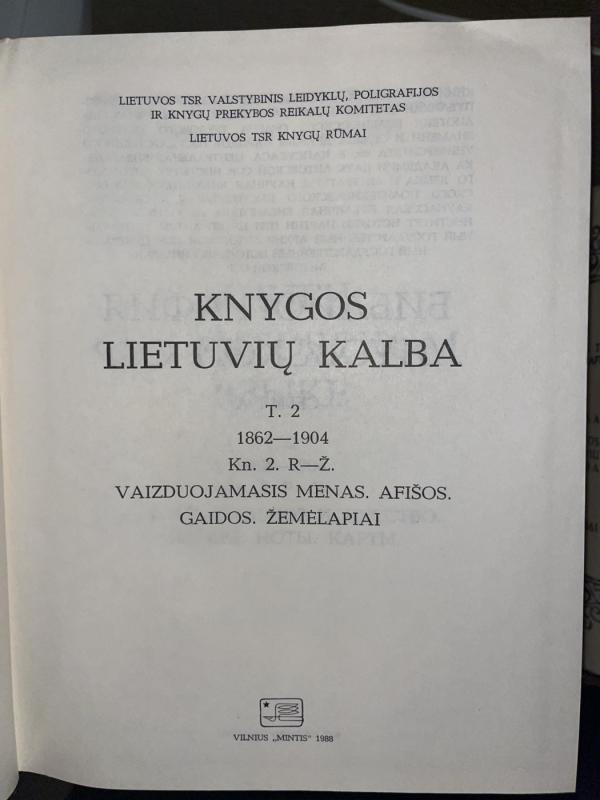 LIETUVOS TSR VALSTYBINIS LEIDYKLŲ, POLIGRAFIJOS
IR KNYGŲ PREKYBOS REIKALŲ KOMITETAS
LIETUVOS TSR KNYGŲ RŪMAI
KNYGOS
LIETUVIŲ KALBA
T. 2
1862—1904
Kn. 2. R—Ž.
VAIZDUOJAMASIS MENAS. AFIŠOS.
GAIDOS. ŽEMĖLAPIAI
VILNIUS „MINTIS“ 1988